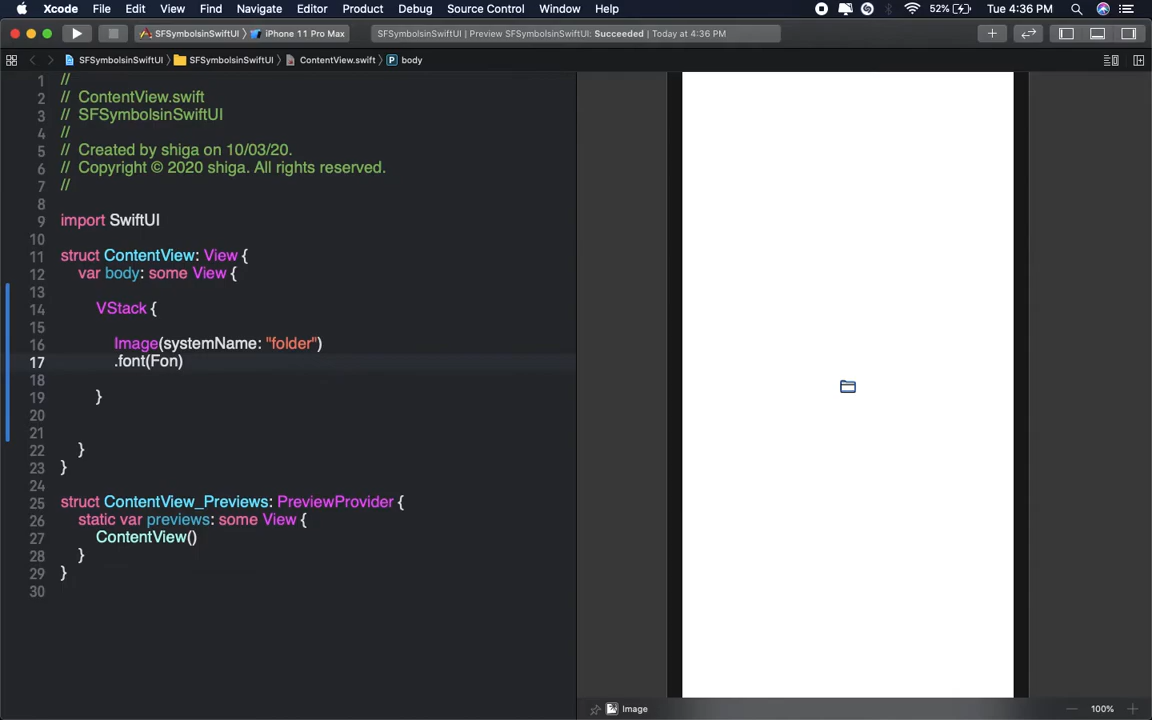 Xcode File Edit View Find Navigate Editor Product Debug Source Control Window Help 52% Tue 4:36 PM
SFSymbolsinSwiftUI iPhone 11 Pro Max SFSymbolsinSwiftUI | Preview SFSymbolsinSwiftUI: Succeeded | Today at 4:36 PM
SFSymbolsinSwiftUI SFSymbolsinSwiftUI ContentView.swift P body
1 //
2 // ContentView.swift
3 // SFSymbolsinSwiftUI
4 //
5 // Created by shiga on 10/03/20.
6 // Copyright © 2020 shiga. All rights reserved.
7 //
8
9 import SwiftUI
10
11 struct ContentView: View {
12 var body: some View {
13
14 VStack {
15
16 Image(systemName: "folder")
17 .font(Fon)
18
19 }
20
21
22 }
23 }
24
25 struct ContentView_Previews: PreviewProvider {
26 static var previews: some View {
27 ContentView()
28 }
29 }
30
Image 100%